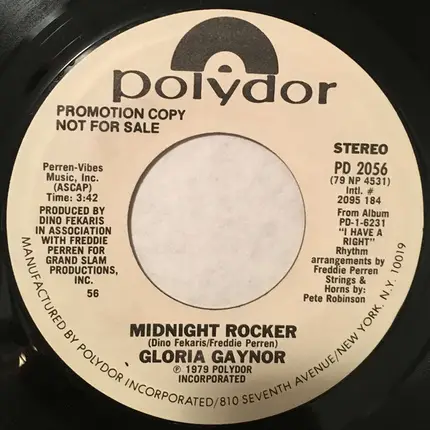 polydor
PROMOTION COPY
NOT FOR SALE
Perren-Vibes
Music, Inc.
(ASCAP)
Time: 3:42
PRODUCED BY
DINO FEKARIS
IN ASSOCIATION
WITH FREDDIE
PERREN FOR
GRAND SLAM
PRODUCTIONS,
INC.
56
STEREO
PD 2056
(79 NP 4531)
Intl. #
2095 184
From Album
PD-1-6231
"I HAVE A
RIGHT"
Rhythm
arrangements by
Freddie Perren
Strings &
Horns by:
Pete Robinson
MIDNIGHT ROCKER
(Dino Fekaris/Freddie Perren)
GLORIA GAYNOR
℗ 1979 POLYDOR
INCORPORATED
MANUFACTURED BY POLYDOR INCORPORATED/810 SEVENTH AVENUE/NEW YORK, N.Y. 10019